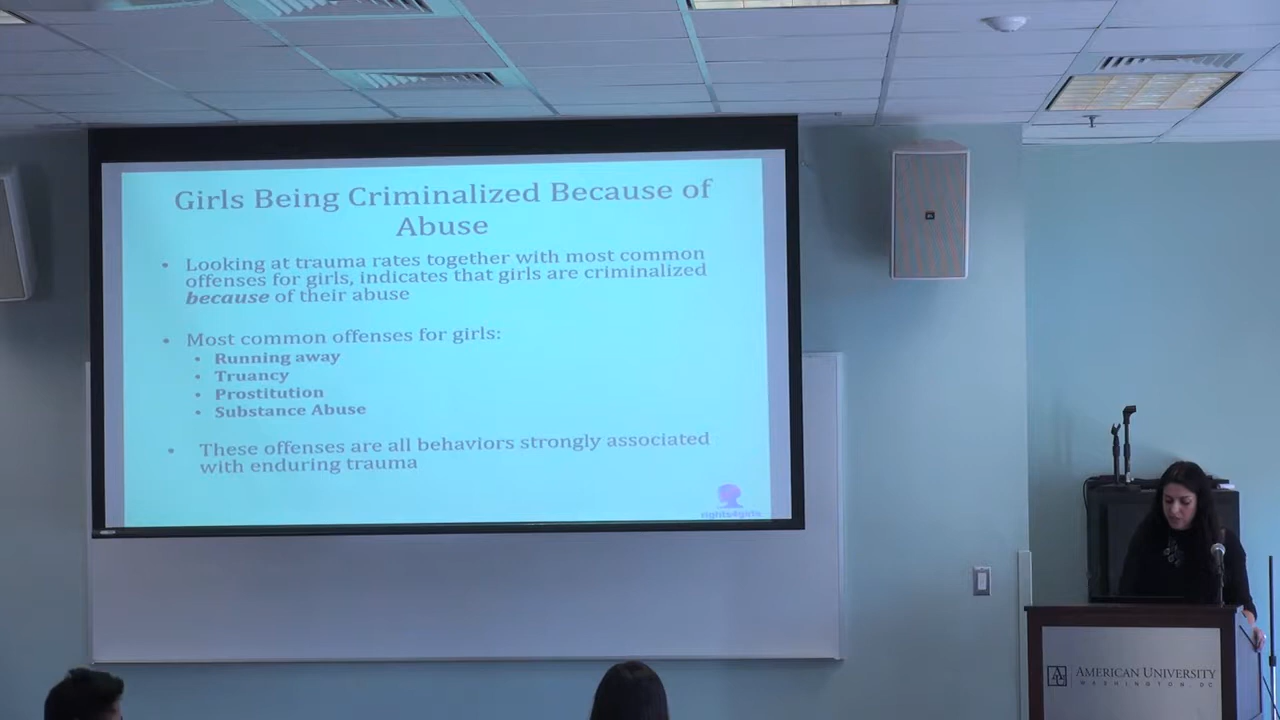 Girls Being Criminalized Because of
Abuse
• Looking at trauma rates together with most common
offenses for girls, indicates that girls are criminalized
because of their abuse
• Most common offenses for girls:
• Running away
• Truancy
• Prostitution
• Substance Abuse
• These offenses are all behaviors strongly associated
with enduring trauma
rights4girls
AMERICAN UNIVERSITY
WASHINGTON, DC